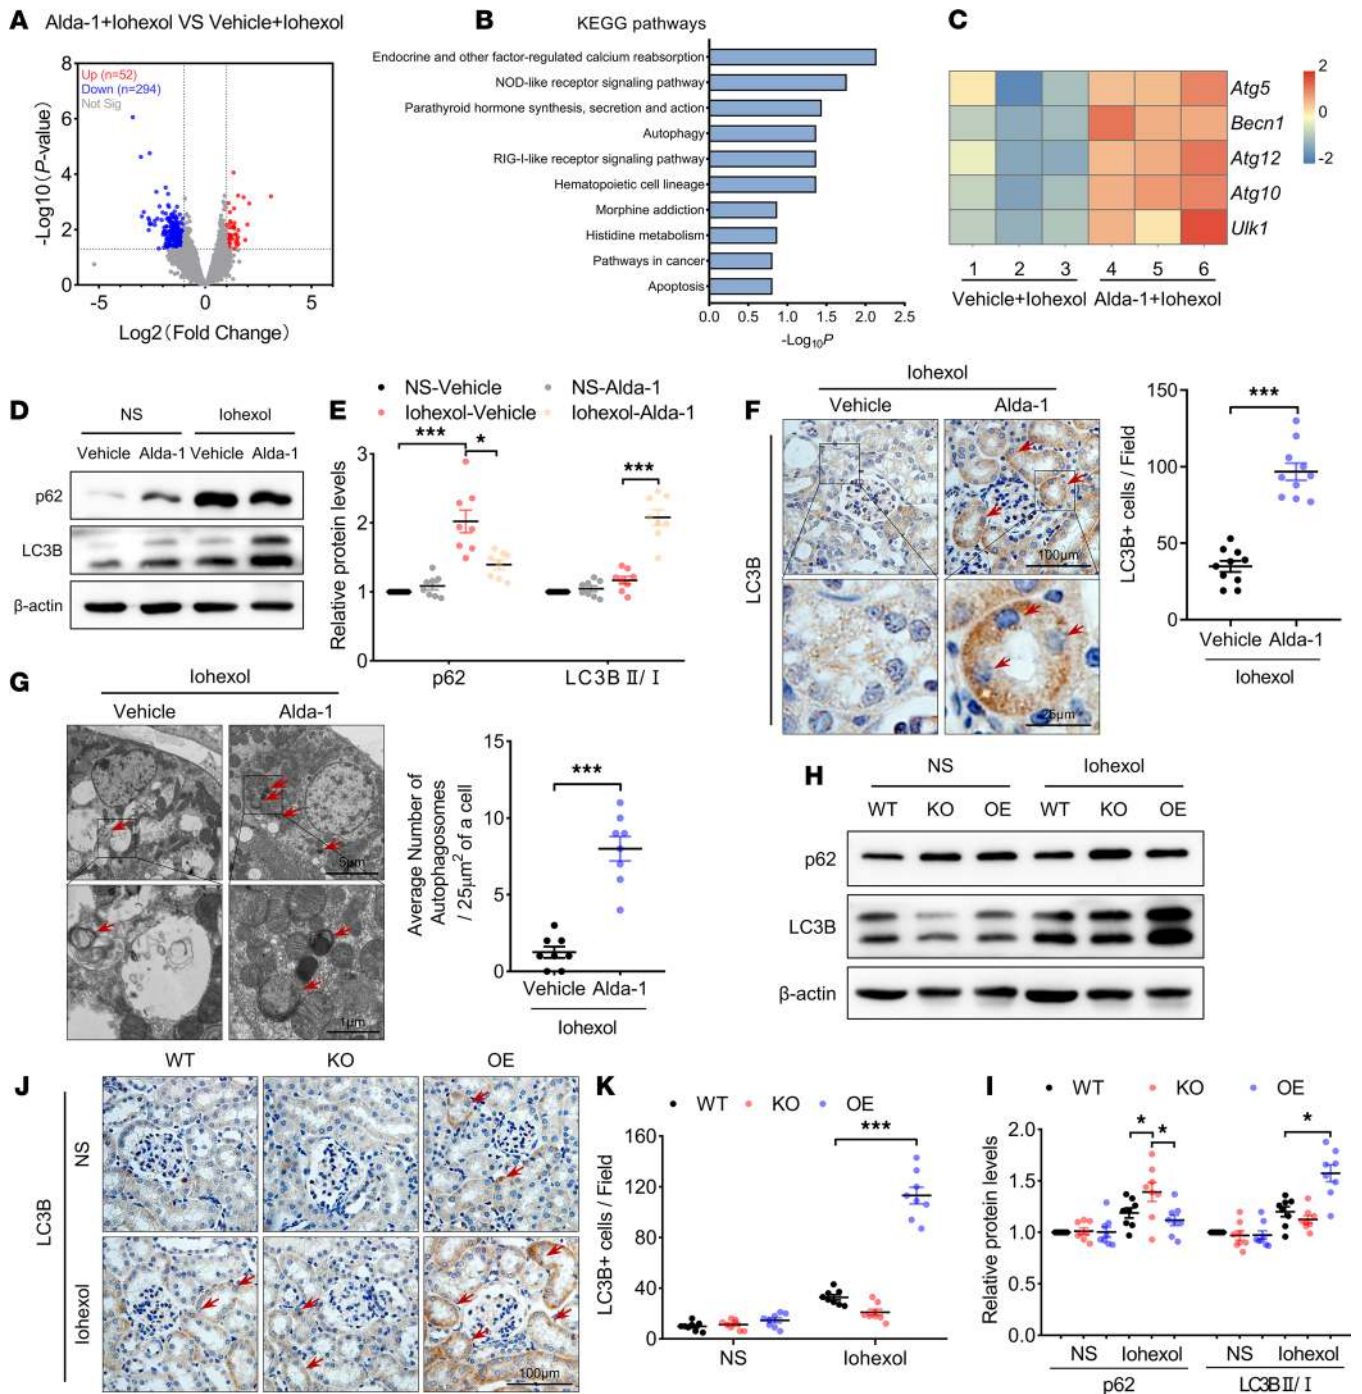 A
Alda-1+Iohexol VS Vehicle+Iohexol
8
6
4
2
0
-Log10(P-value)
Up (n=52)
Down (n=294)
Not Sig
-5
0
5
Log2(Fold Change)
B
KEGG pathways
Endocrine and other factor-regulated calcium reabsorption
NOD-like receptor signaling pathway
Parathyroid hormone synthesis, secretion and action
Autophagy
RIG-I-like receptor signaling pathway
Hematopoietic cell lineage
Morphine addiction
Histidine metabolism
Pathways in cancer
Apoptosis
0.0 0.5 1.0 1.5 2.0 2.5
-Log10P
C
Atg5
Becn1
Atg12
Atg10
Ulk1
2
0
-2
1 2 3 4 5 6
Vehicle+Iohexol Alda-1+Iohexol
D
NS Iohexol
Vehicle Alda-1 Vehicle Alda-1
p62
LC3B
β-actin
E
NS-Vehicle NS-Alda-1
Iohexol-Vehicle Iohexol-Alda-1
Relative protein levels
3
2
1
0
*** * ***
p62 LC3B II/ I
F
Iohexol
Vehicle Alda-1
LC3B
100μm
25μm
LC3B+ cells / Field
150
100
50
0
***
Vehicle Alda-1
Iohexol
G
Iohexol
Vehicle Alda-1
5μm
1μm
Average Number of
Autophagosomes
/ 25μm² of a cell
15
10
5
0
***
Vehicle Alda-1
Iohexol
H
NS Iohexol
WT KO OE WT KO OE
p62
LC3B
β-actin
J
WT KO OE
LC3B
NS
Iohexol
100μm
K
WT KO OE
LC3B+ cells / Field
160
120
80
40
0
***
NS Iohexol
I
WT KO OE
Relative protein levels
2.0
1.5
1.0
0.5
0.0
* * *
NS Iohexol NS Iohexol
p62 LC3B II/ I